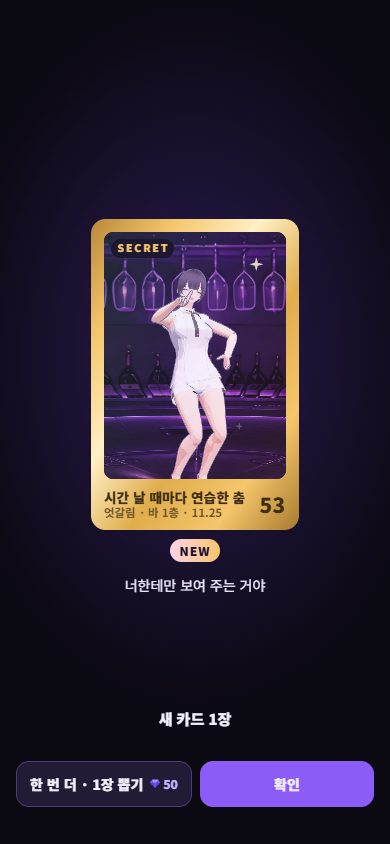 SECRET
시간 날 때마다 연습한 춤
엇갈림 · 바 1층 · 11.25
53
NEW
너한테만 보여 주는 거야
새 카드 1장
한 번 더 · 1장 뽑기 50
확인